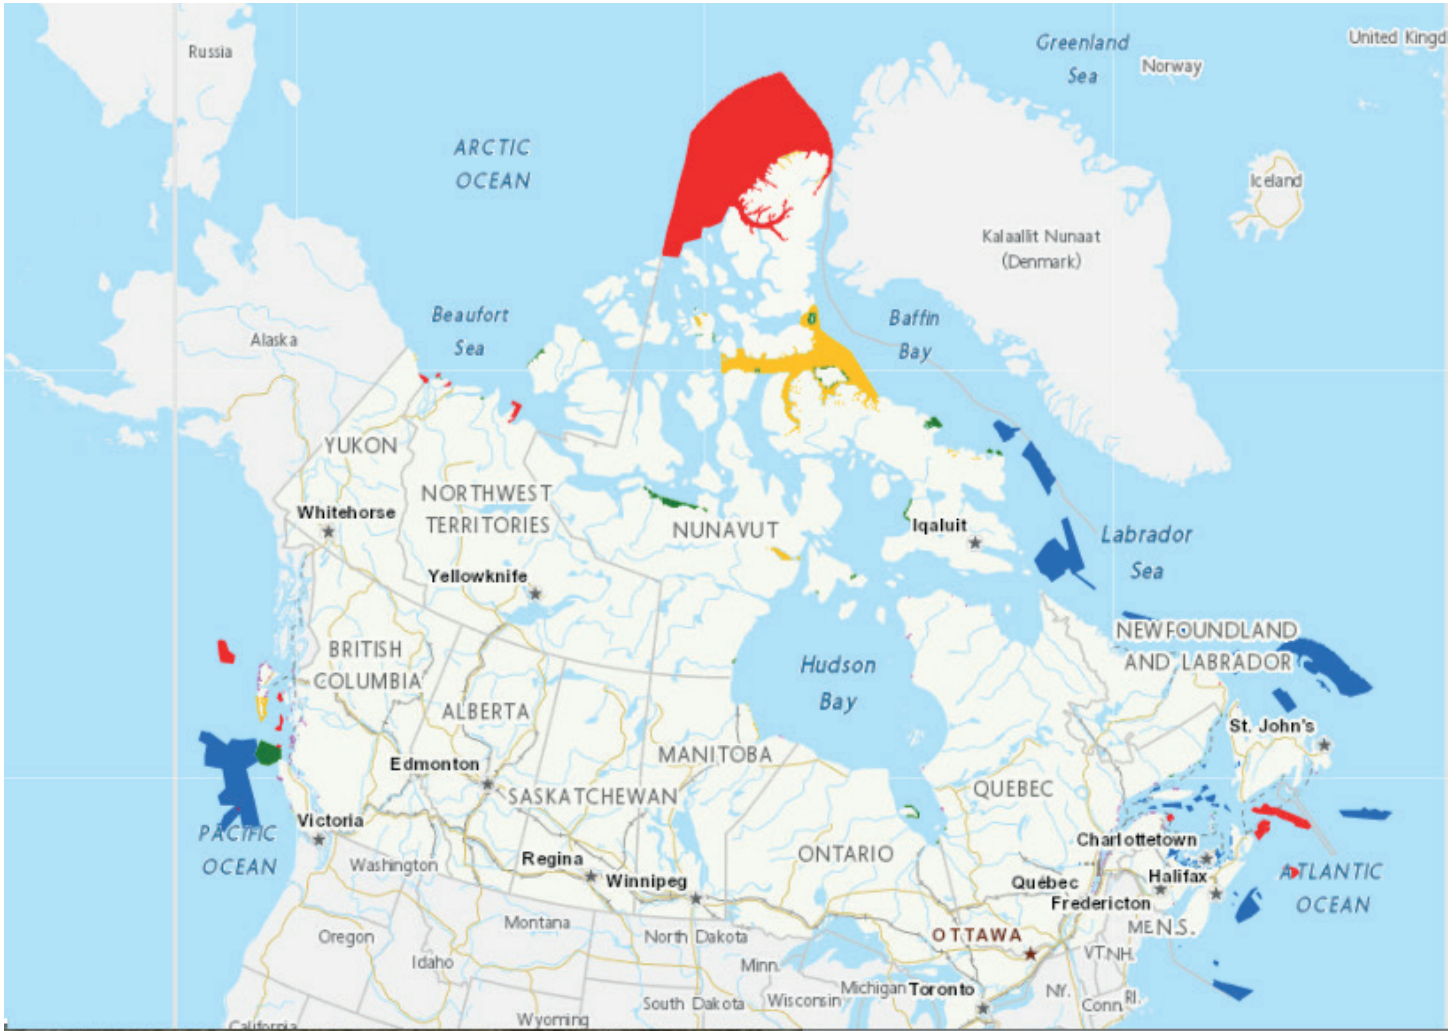 Greenland
Sea
United Kingd
Russia
Norway
ARCTIC
OCEAN
Iceland
Kalaallit Nunaat
(Denmark)
Beaufort
Sea
Baffin
Bay
Alaska
YUKON
NORTHWEST
TERRITORIES
Whitehorse
NUNAVUT
Iqaluit
Labrador
Sea
Yellowknife
NEWFOUNDLAND
AND LABRADOR
BRITISH
COLUMBIA
Hudson
Bay
ALBERTA
St. John's
MANITOBA
Edmonton
SASKATCHEWAN
QUEBEC
Victoria
PACIFIC
OCEAN
Charlottetown
Washington
Regina
ONTARIO
Winnipeg
Québec
Halifax
ATLANTIC
OCEAN
Fredericton
Montana
North Dakota
OTTAWA
ME.
N.S.
Oregon
Idaho
Minn.
VT.
NH.
Michigan
Toronto
NY.
Conn.
RI.
South Dakota
Wisconsin
Wyoming
California